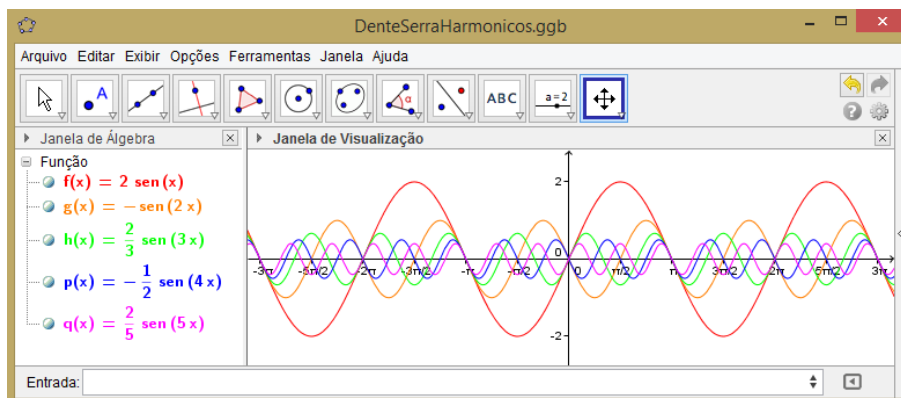 DenteSerraHarmonicos.ggb
Arquivo Editar Exibir Opções Ferramentas Janela Ajuda
A
α
ABC
a=2
Janela de Álgebra
Janela de Visualização
Função
f(x) = 2 sen (x)
g(x) = – sen (2 x)
h(x) = 2/3 sen (3 x)
p(x) = – 1/2 sen (4 x)
q(x) = 2/5 sen (5 x)
2
0
-2
-3π -5π/2 -2π -3π/2 -π -π/2 0 π/2 π 3π/2 2π 5π/2 3π
Entrada: